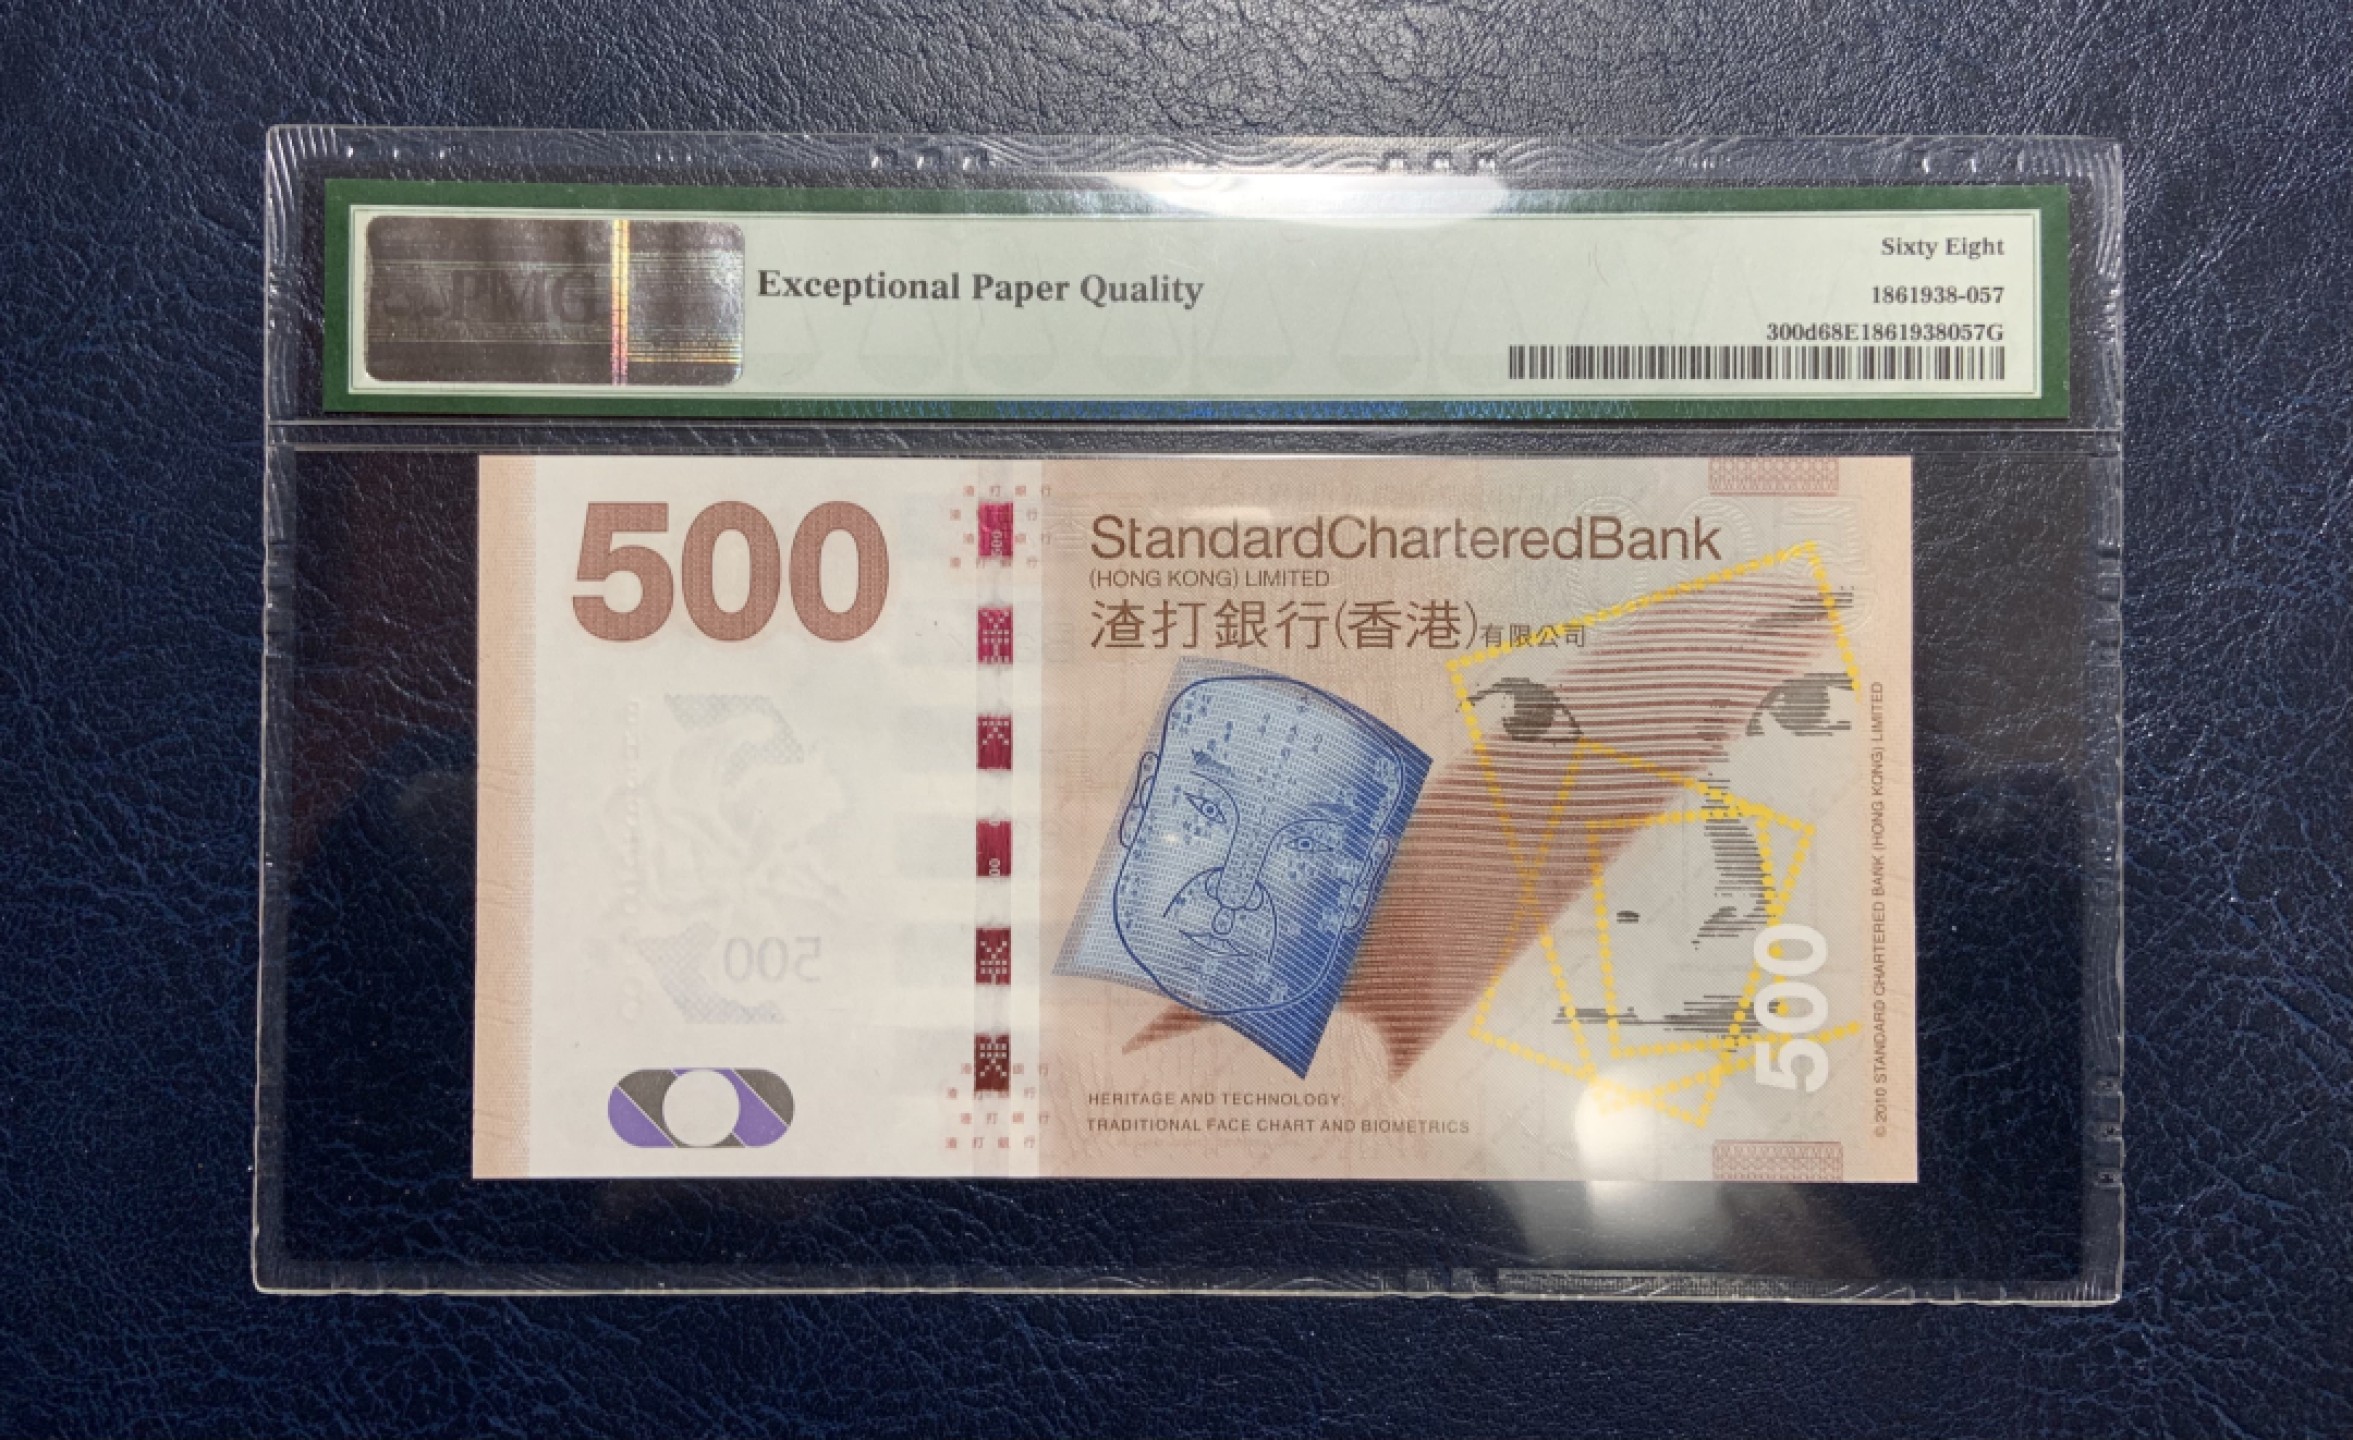 PMG
Exceptional Paper Quality
Sixty Eight
1861938-057
300d68E1861938057G
500
StandardCharteredBank
(HONG KONG) LIMITED
渣打銀行(香港)有限公司
500
HERITAGE AND TECHNOLOGY:
TRADITIONAL FACE CHART AND BIOMETRICS
500
© 2010 STANDARD CHARTERED BANK (HONG KONG) LIMITED
渣打銀行